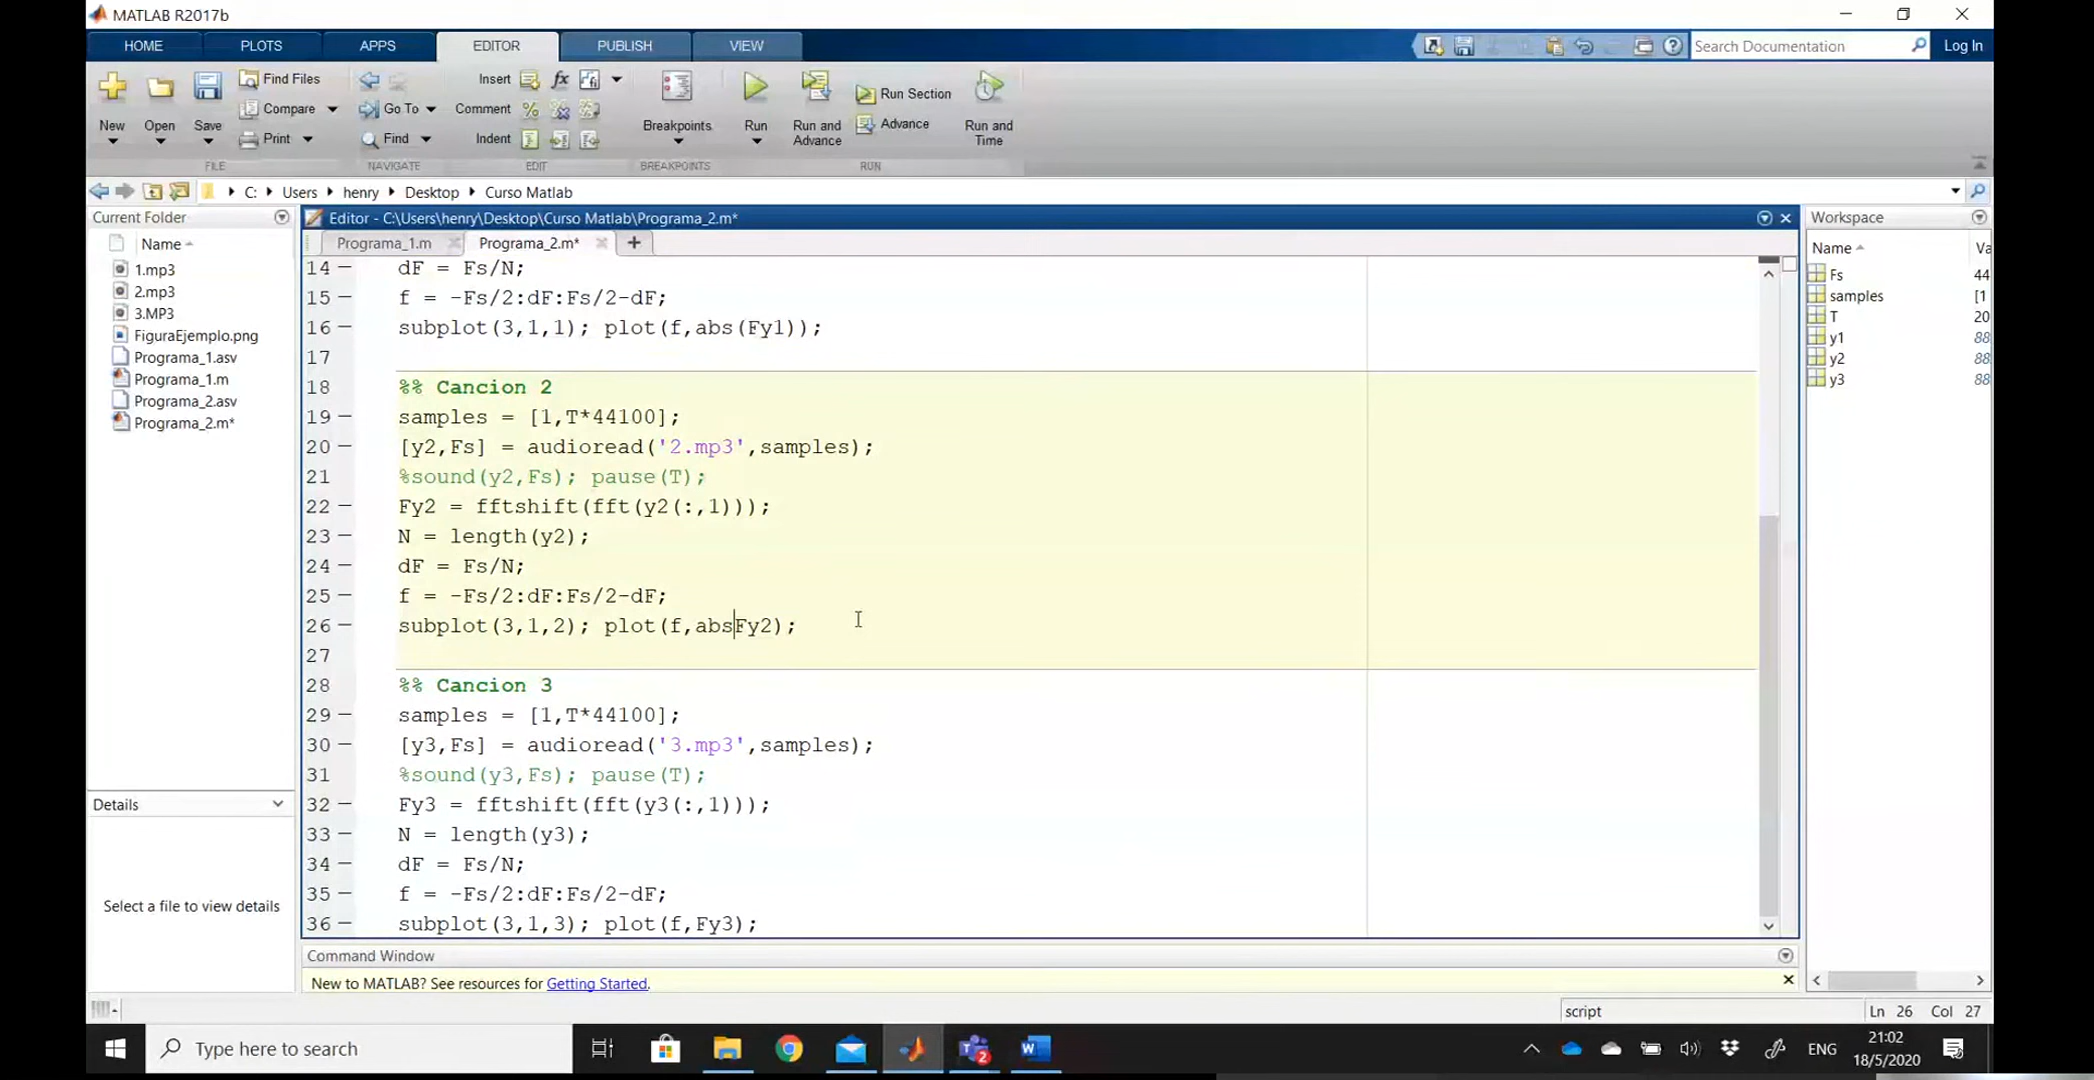 MATLAB R2017b
HOME PLOTS APPS EDITOR PUBLISH VIEW
Search Documentation
Log In
New Open Save
Find Files
Compare
Print
Go To
Find
Insert
Comment
Indent
Breakpoints
Run
Run and Advance
Run Section
Advance
Run and Time
FILE NAVIGATE EDIT BREAKPOINTS RUN
C: Users henry Desktop Curso Matlab
Current Folder
Name
1.mp3
2.mp3
3.MP3
FiguraEjemplo.png
Programa_1.asv
Programa_1.m
Programa_2.asv
Programa_2.m*
Details
Select a file to view details
Editor - C:\Users\henry\Desktop\Curso Matlab\Programa_2.m*
Programa_1.m Programa_2.m*
14 dF = Fs/N;
15 f = -Fs/2:dF:Fs/2-dF;
16 subplot(3,1,1); plot(f,abs(Fy1));
17
18 %% Cancion 2
19 samples = [1,T*44100];
20 [y2,Fs] = audioread('2.mp3',samples);
21 %sound(y2,Fs); pause(T);
22 Fy2 = fftshift(fft(y2(:,1)));
23 N = length(y2);
24 dF = Fs/N;
25 f = -Fs/2:dF:Fs/2-dF;
26 subplot(3,1,2); plot(f,absFy2);
27
28 %% Cancion 3
29 samples = [1,T*44100];
30 [y3,Fs] = audioread('3.mp3',samples);
31 %sound(y3,Fs); pause(T);
32 Fy3 = fftshift(fft(y3(:,1)));
33 N = length(y3);
34 dF = Fs/N;
35 f = -Fs/2:dF:Fs/2-dF;
36 subplot(3,1,3); plot(f,Fy3);
Workspace
Name Va
Fs 44
samples [1
T 20
y1 88
y2 88
y3 88
Command Window
New to MATLAB? See resources for Getting Started.
script Ln 26 Col 27
Type here to search
2
ENG
21:02
18/5/2020